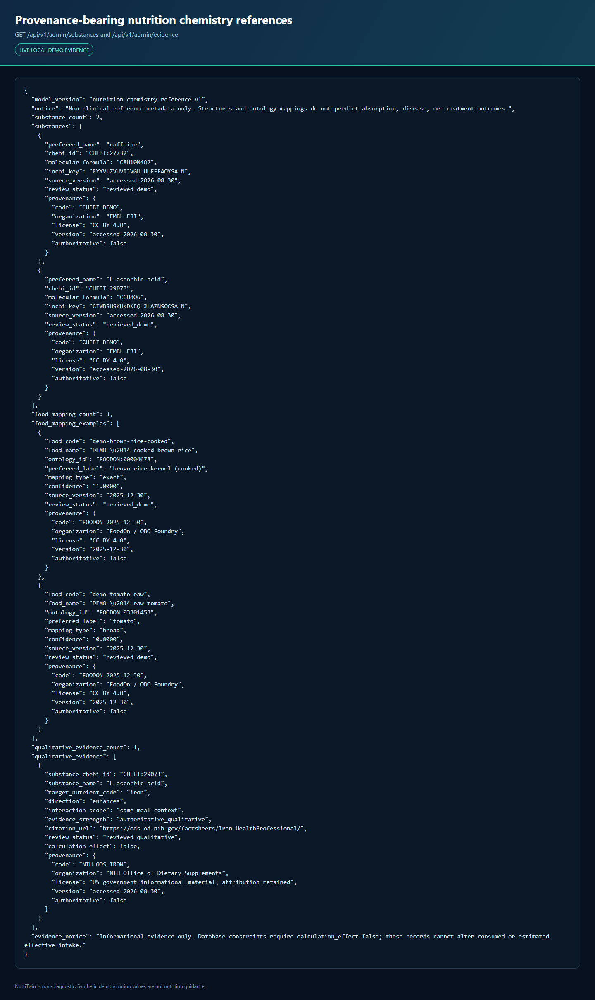 Provenance-bearing nutrition chemistry references
GET /api/v1/admin/substances and /api/v1/admin/evidence
LIVE LOCAL DEMO EVIDENCE
{
  "model_version": "nutrition-chemistry-reference-v1",
  "notice": "Non-clinical reference metadata only. Structures and ontology mappings do not predict absorption, disease, or treatment outcomes.",
  "substance_count": 2,
  "substances": [
    {
      "preferred_name": "caffeine",
      "chebi_id": "CHEBI:27732",
      "molecular_formula": "C8H10N4O2",
      "inchi_key": "RYYVLZVUVIJVGH-UHFFFAOYSA-N",
      "source_version": "accessed-2026-08-30",
      "review_status": "reviewed_demo",
      "provenance": {
        "code": "CHEBI-DEMO",
        "organization": "EMBL-EBI",
        "license": "CC BY 4.0",
        "version": "accessed-2026-08-30",
        "authoritative": false
      }
    },
    {
      "preferred_name": "L-ascorbic acid",
      "chebi_id": "CHEBI:29073",
      "molecular_formula": "C6H8O6",
      "inchi_key": "CIWBSHSKHKDKBQ-JLAZNSOCSA-N",
      "source_version": "accessed-2026-08-30",
      "review_status": "reviewed_demo",
      "provenance": {
        "code": "CHEBI-DEMO",
        "organization": "EMBL-EBI",
        "license": "CC BY 4.0",
        "version": "accessed-2026-08-30",
        "authoritative": false
      }
    }
  ],
  "food_mapping_count": 3,
  "food_mapping_examples": [
    {
      "food_code": "demo-brown-rice-cooked",
      "food_name": "DEMO \u2014 cooked brown rice",
      "ontology_id": "FOODON:00004678",
      "preferred_label": "brown rice kernel (cooked)",
      "mapping_type": "exact",
      "confidence": "1.0000",
      "source_version": "2025-12-30",
      "review_status": "reviewed_demo",
      "provenance": {
        "code": "FOODON-2025-12-30",
        "organization": "FoodOn / OBO Foundry",
        "license": "CC BY 4.0",
        "version": "2025-12-30",
        "authoritative": false
      }
    },
    {
      "food_code": "demo-tomato-raw",
      "food_name": "DEMO \u2014 raw tomato",
      "ontology_id": "FOODON:03301453",
      "preferred_label": "tomato",
      "mapping_type": "broad",
      "confidence": "0.8000",
      "source_version": "2025-12-30",
      "review_status": "reviewed_demo",
      "provenance": {
        "code": "FOODON-2025-12-30",
        "organization": "FoodOn / OBO Foundry",
        "license": "CC BY 4.0",
        "version": "2025-12-30",
        "authoritative": false
      }
    }
  ],
  "qualitative_evidence_count": 1,
  "qualitative_evidence": [
    {
      "substance_chebi_id": "CHEBI:29073",
      "substance_name": "L-ascorbic acid",
      "target_nutrient_code": "iron",
      "direction": "enhances",
      "interaction_scope": "same_meal_context",
      "evidence_strength": "authoritative_qualitative",
      "citation_url": "https://ods.od.nih.gov/factsheets/Iron-HealthProfessional/",
      "review_status": "reviewed_qualitative",
      "calculation_effect": false,
      "provenance": {
        "code": "NIH-ODS-IRON",
        "organization": "NIH Office of Dietary Supplements",
        "license": "US government informational material; attribution retained",
        "version": "accessed-2026-08-30",
        "authoritative": false
      }
    }
  ],
  "evidence_notice": "Informational evidence only. Database constraints require calculation_effect=false; these records cannot alter consumed or estimated-
effective intake."
}
NutriTwin is non-diagnostic. Synthetic demonstration values are not nutrition guidance.